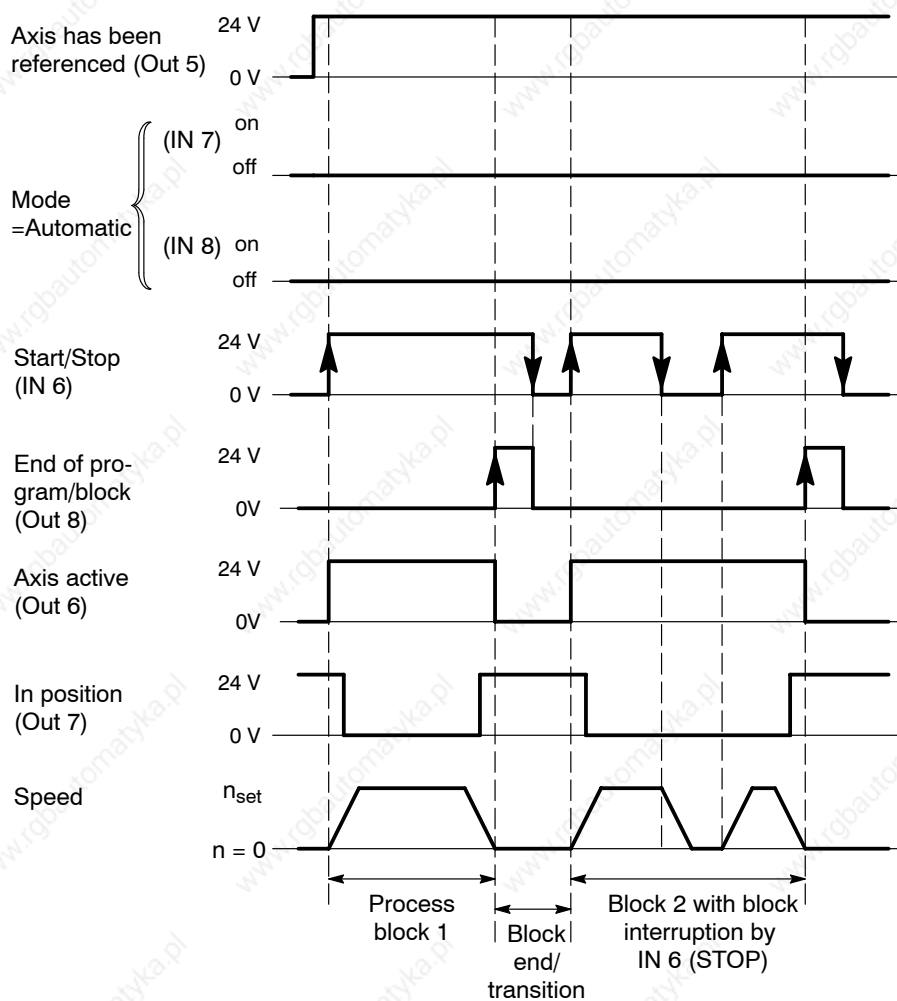 24 V
Axis has been
referenced (Out 5)
0 V
on
(IN 7)
off
Mode
=Automatic
(IN 8) on
off
24 V
Start/Stop
(IN 6)
0 V
24 V
End of pro-
gram/block
(Out 8)
0V
24 V
Axis active
(Out 6)
0V
24 V
In position
(Out 7)
0 V
Speed
nset
n = 0
Process
block 1
Block
end/
transition
Block 2 with block
interruption by
IN 6 (STOP)
www.rgbautomatyka.pl